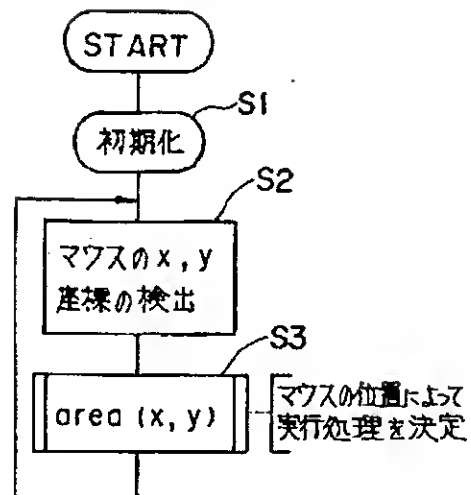 START
S1
初期化
S2
マウスのx,y
座標の検出
S3
area (x, y)
マウスの位置によって
実行処理を決定